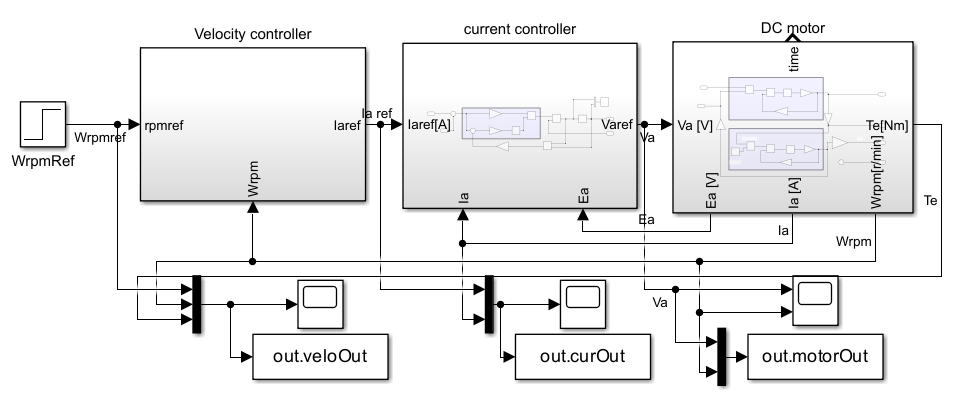 Velocity controller
current controller
DC motor
time
Wrpmref
rpmref
Ia ref
Iaref
Iaref[A]
Varef
Va
Va [V]
Te[Nm]
WrpmRef
Wrpm
Ia
Ea
Ea [V]
Ia [A]
Wrpm[r/min]
Te
Ea
Ia
Wrpm
Va
out.veloOut
out.curOut
out.motorOut